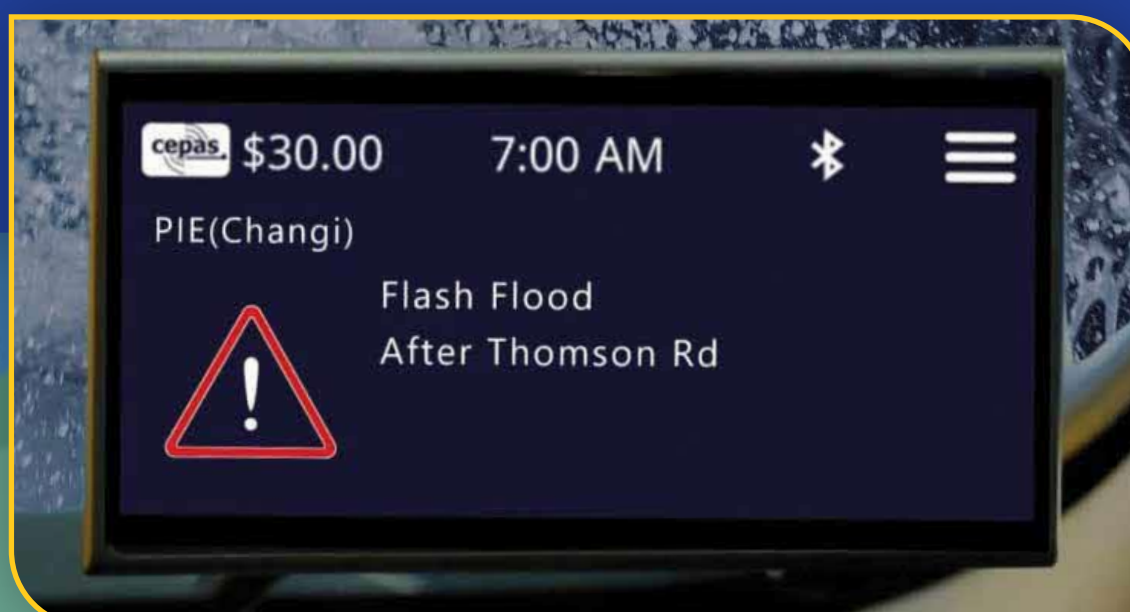 cepas. $30.00 7:00 AM
PIE(Changi)
Flash Flood
After Thomson Rd
!